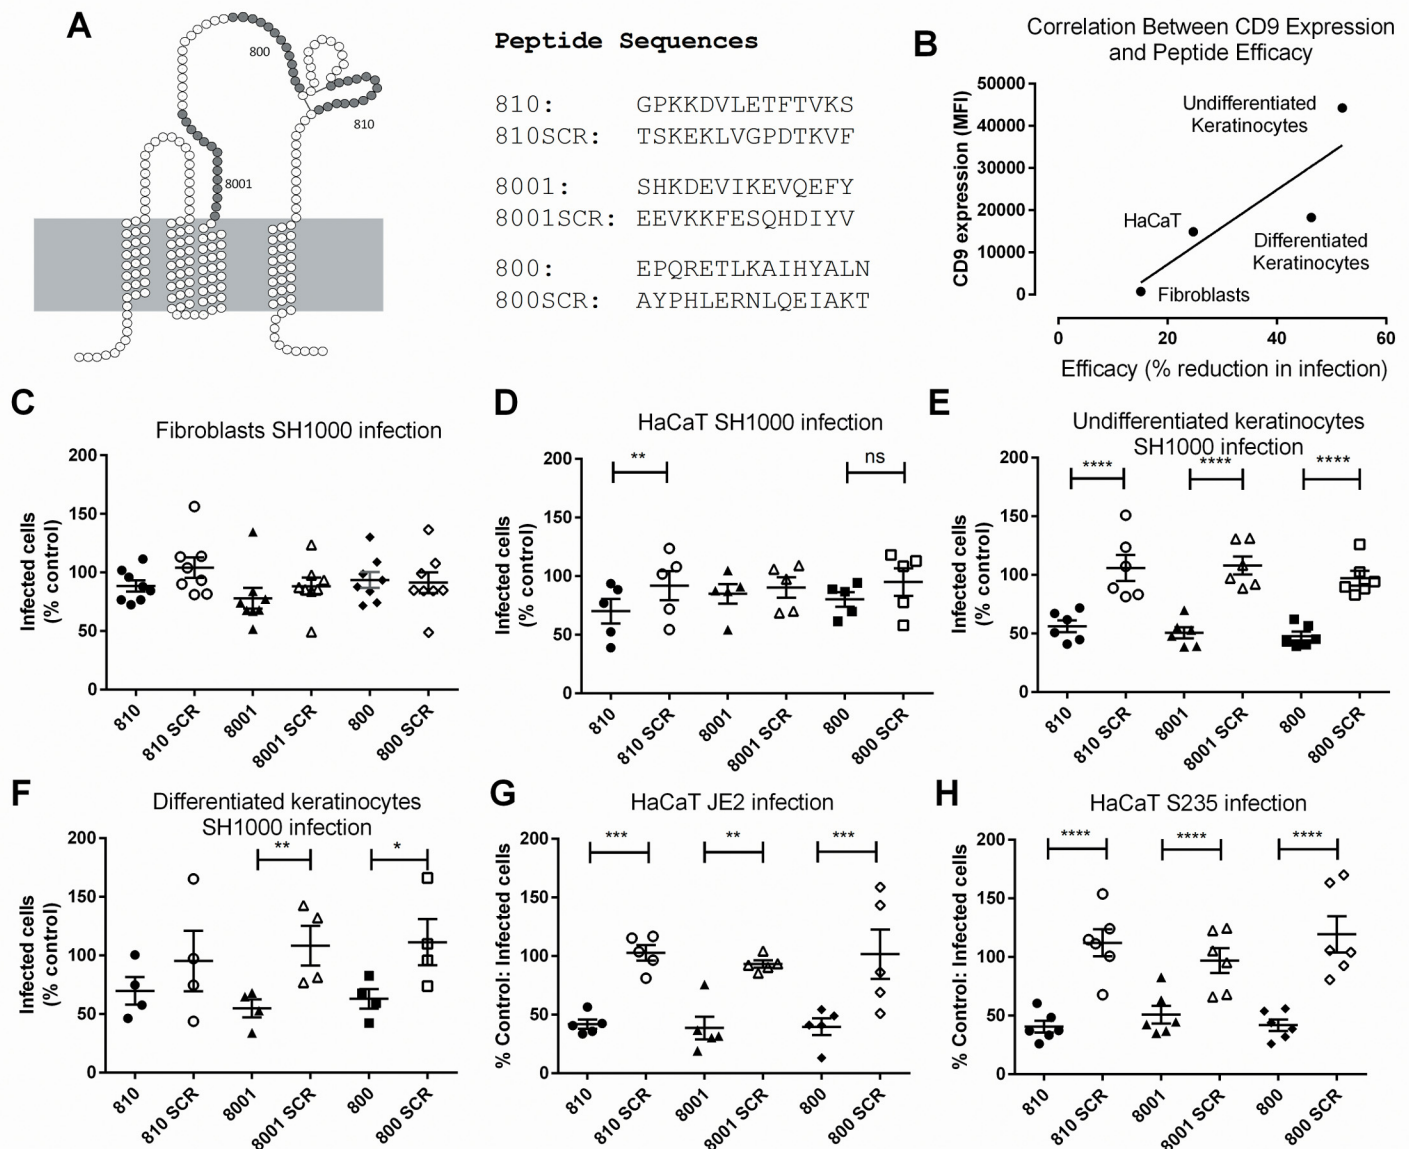 A
800
810
8001
Peptide Sequences
810: GPKKDVLETFTVKS
810SCR: TSKEKLVGPDTKVF
8001: SHKDEVIKEVQEFY
8001SCR: EEVKKFESQHDIYV
800: EPQRETLKAIHYALN
800SCR: AYPHLERNLQEIAKT
B
Correlation Between CD9 Expression
and Peptide Efficacy
CD9 expression (MFI)
50000
40000
30000
20000
10000
0
Undifferentiated
Keratinocytes
HaCaT
Differentiated
Keratinocytes
Fibroblasts
0 20 40 60
Efficacy (% reduction in infection)
C
Fibroblasts SH1000 infection
Infected cells
(% control)
200
150
100
50
0
810 810 SCR 8001 8001 SCR 800 800 SCR
D
HaCaT SH1000 infection
Infected cells
(% control)
200
150
100
50
0
** ns
810 810 SCR 8001 8001 SCR 800 800 SCR
E
Undifferentiated keratinocytes
SH1000 infection
Infected cells
(% control)
200
150
100
50
0
**** **** ****
810 810 SCR 8001 8001 SCR 800 800 SCR
F
Differentiated keratinocytes
SH1000 infection
Infected cells
(% control)
200
150
100
50
0
** *
810 810 SCR 8001 8001 SCR 800 800 SCR
G
HaCaT JE2 infection
% Control: Infected cells
200
150
100
50
0
*** ** ***
810 810 SCR 8001 8001 SCR 800 800 SCR
H
HaCaT S235 infection
% Control: Infected cells
200
150
100
50
0
**** **** ****
810 810 SCR 8001 8001 SCR 800 800 SCR